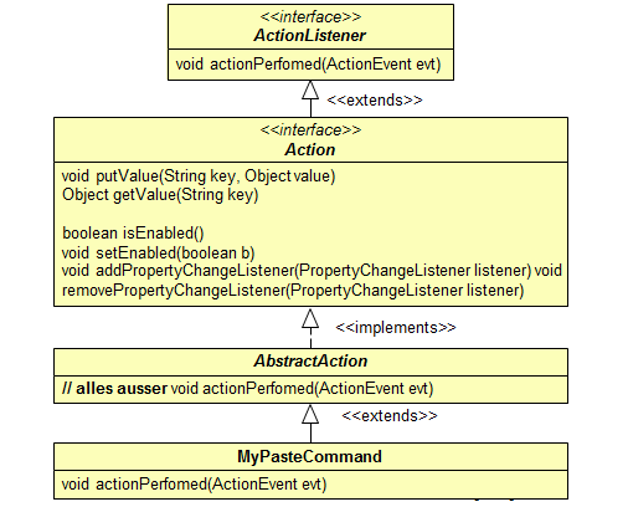 <<interface>>
ActionListener
void actionPerfomed(ActionEvent evt)
<<extends>>
<<interface>>
Action
void putValue(String key, Object value)
Object getValue(String key)
boolean isEnabled()
void setEnabled(boolean b)
void addPropertyChangeListener(PropertyChangeListener listener) void
removePropertyChangeListener(PropertyChangeListener listener)
<<implements>>
AbstractAction
// alles ausser void actionPerfomed(ActionEvent evt)
<<extends>>
MyPasteCommand
void actionPerfomed(ActionEvent evt)